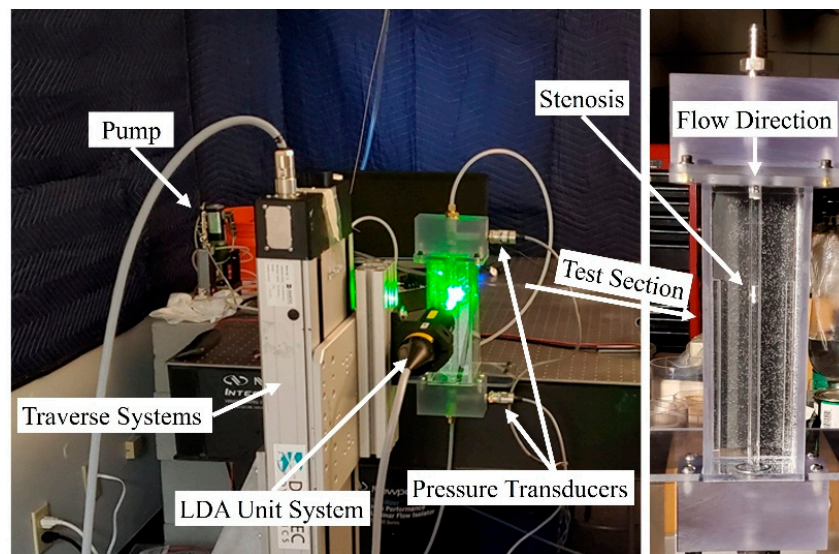 Pump
Stenosis
Flow Direction
Test Section
Traverse Systems
LDA Unit System
Pressure Transducers